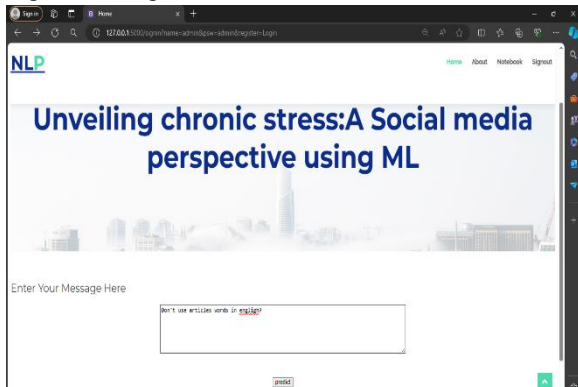 Sign in
Home
127.0.0.1:5000/signin?name=admin&psw=admin&register=Login
NLP
Home About Notebook Signout
Unveiling chronic stress:A Social media
perspective using ML
Enter Your Message Here
Don't use articles words in
predict